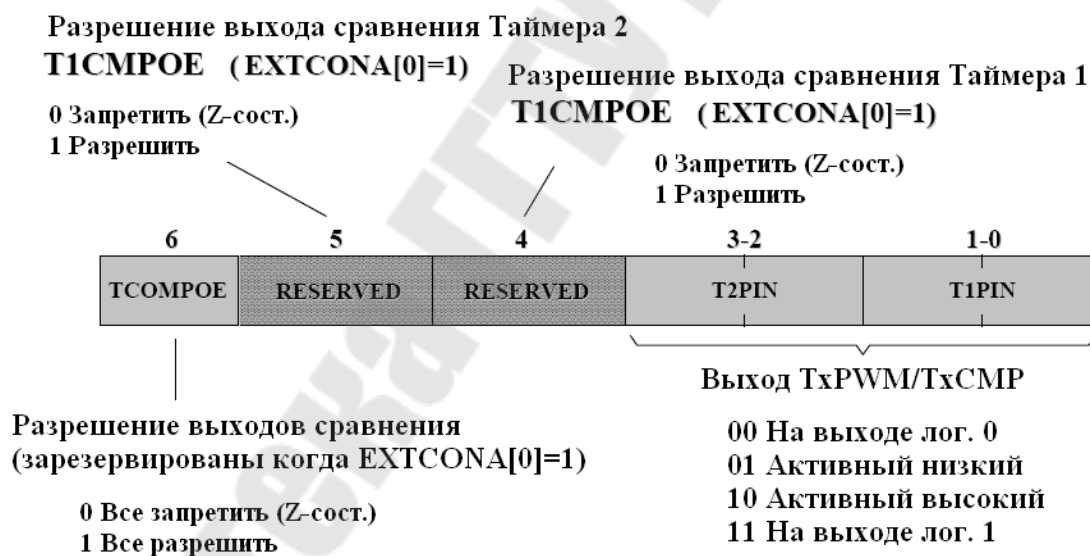 Разрешение выхода сравнения Таймера 2
T1CMPOE (EXTCONA[0]=1)
0 Запретить (Z-сост.)
1 Разрешить
Разрешение выхода сравнения Таймера 1
T1CMPOE (EXTCONA[0]=1)
0 Запретить (Z-сост.)
1 Разрешить
6 5 4 3-2 1-0
TCOMPOE RESERVED RESERVED T2PIN T1PIN
Разрешение выходов сравнения
(зарезервированы когда EXTCONA[0]=1)
0 Все запретить (Z-сост.)
1 Все разрешить
Выход TxPWM/TxCMP
00 На выходе лог. 0
01 Активный низкий
10 Активный высокий
11 На выходе лог. 1